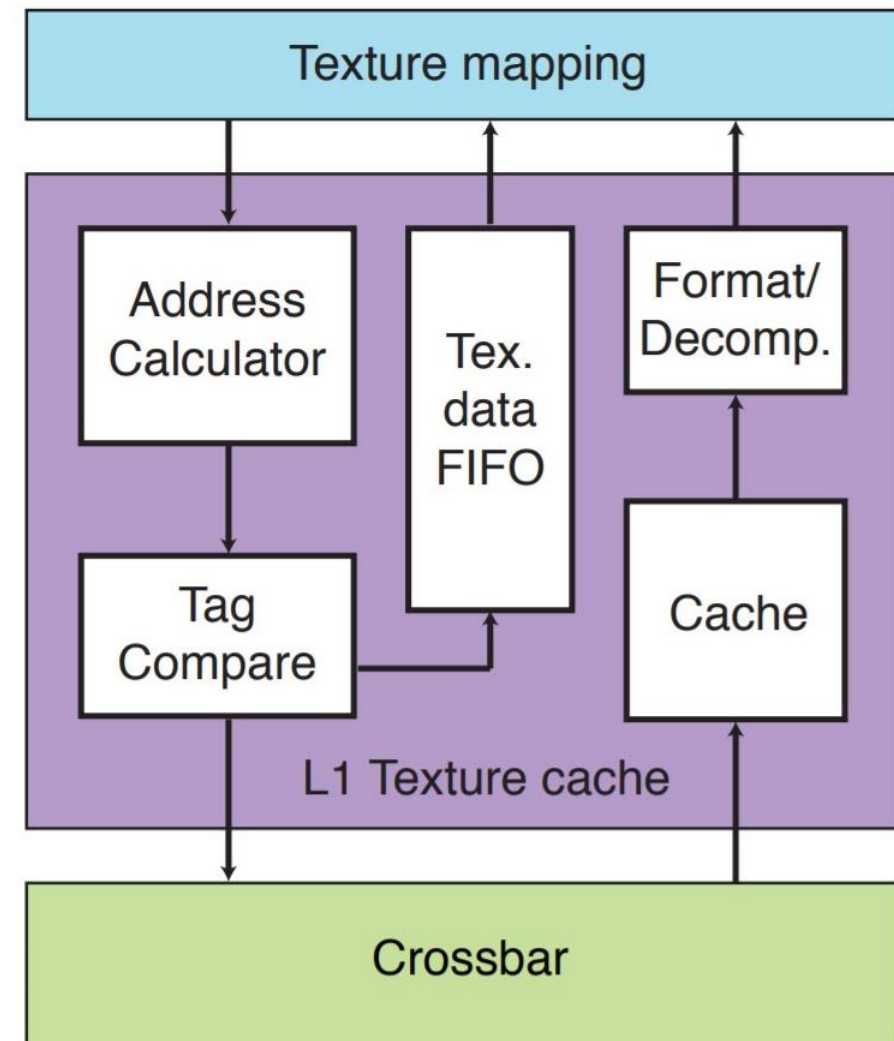 Texture mapping
Address
Calculator
Tex.
data
FIFO
Format/
Decomp.
Tag
Compare
Cache
L1 Texture cache
Crossbar